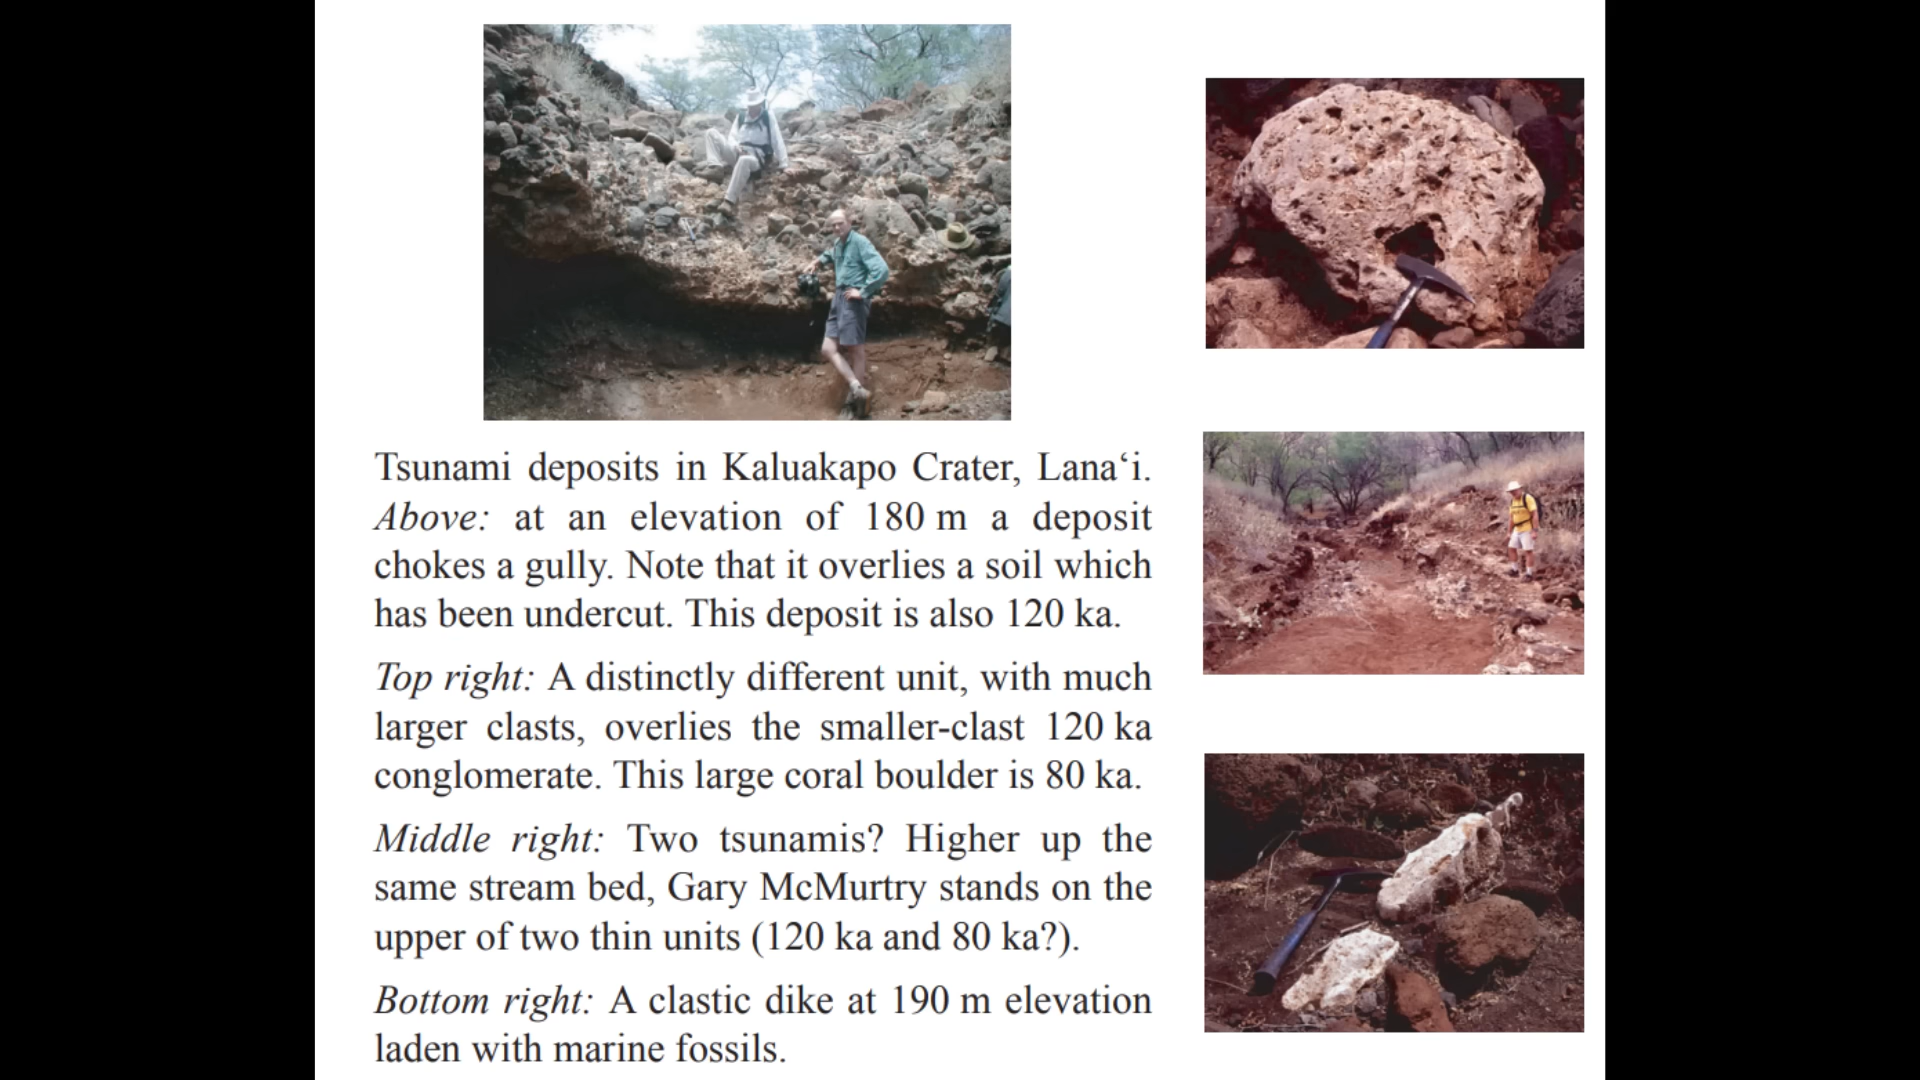 Tsunami deposits in Kaluakapo Crater, Lana‘i.
Above: at an elevation of 180 m a deposit
chokes a gully. Note that it overlies a soil which
has been undercut. This deposit is also 120 ka.
Top right: A distinctly different unit, with much
larger clasts, overlies the smaller-clast 120 ka
conglomerate. This large coral boulder is 80 ka.
Middle right: Two tsunamis? Higher up the
same stream bed, Gary McMurtry stands on the
upper of two thin units (120 ka and 80 ka?).
Bottom right: A clastic dike at 190 m elevation
laden with marine fossils.